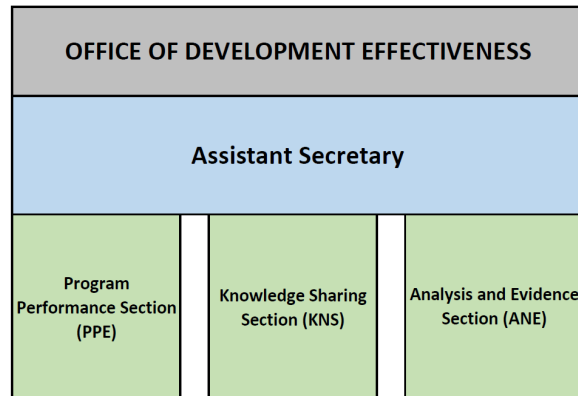 OFFICE OF DEVELOPMENT EFFECTIVENESS
Assistant Secretary
Program
Performance Section
(PPE)
Knowledge Sharing
Section (KNS)
Analysis and Evidence
Section (ANE)